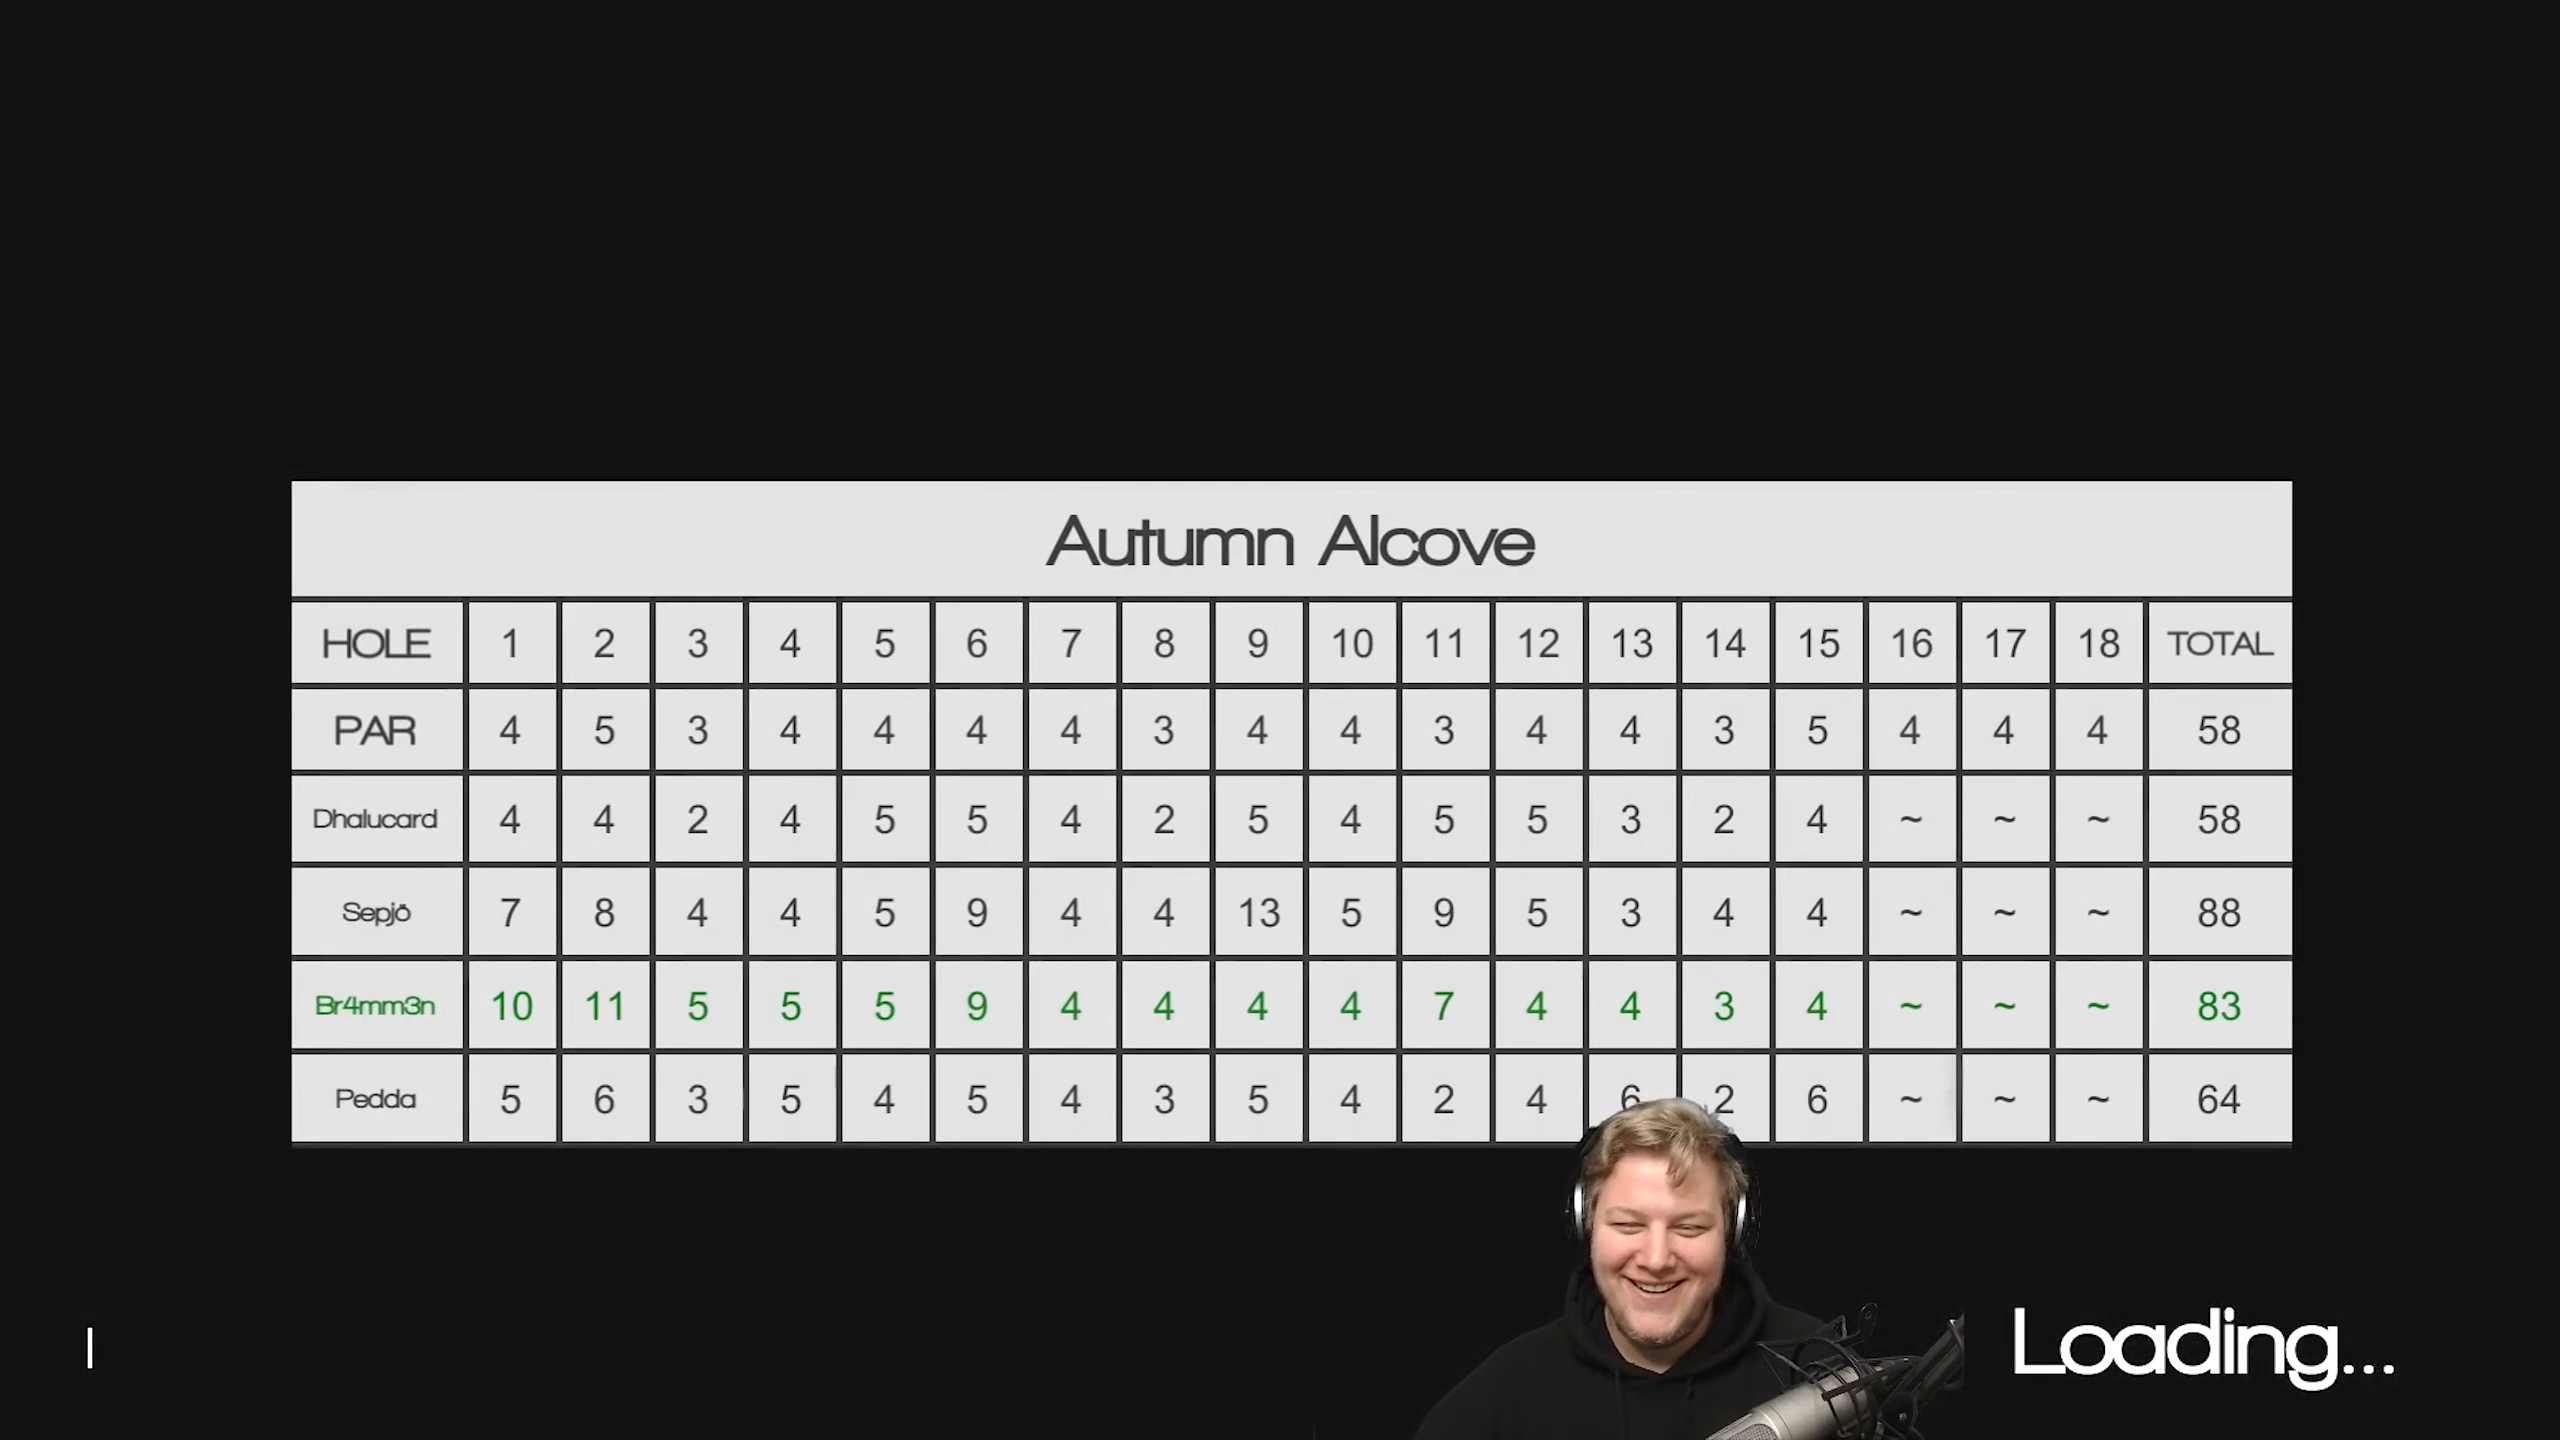 Autumn Alcove
HOLE 1 2 3 4 5 6 7 8 9 10 11 12 13 14 15 16 17 18 TOTAL
PAR 4 5 3 4 4 4 4 3 4 4 3 4 4 3 5 4 4 4 58
Dhalucard 4 4 2 4 5 5 4 2 5 4 5 5 3 2 4 ~ ~ ~ 58
Sepjö 7 8 4 4 5 9 4 4 13 5 9 5 3 4 4 ~ ~ ~ 88
Br4mm3n 10 11 5 5 5 9 4 4 4 4 7 4 4 3 4 ~ ~ ~ 83
Pedda 5 6 3 5 4 5 4 3 5 4 2 4 6 2 6 ~ ~ ~ 64
Loading...